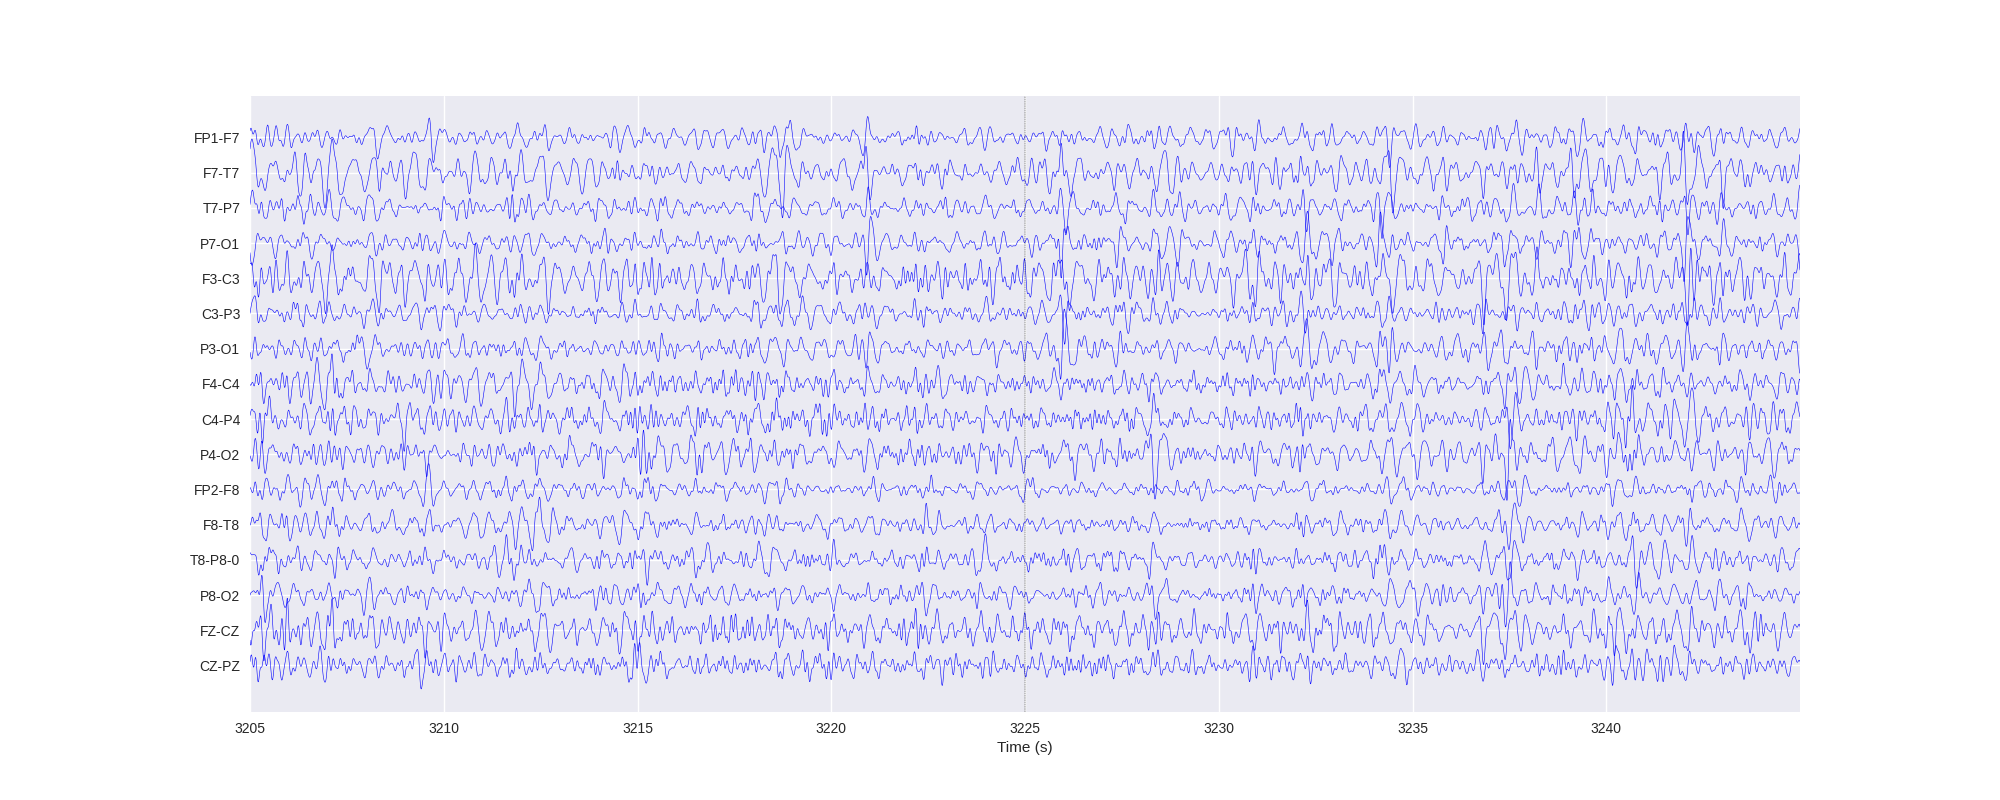 FP1-F7
F7-T7
T7-P7
P7-O1
F3-C3
C3-P3
P3-O1
F4-C4
C4-P4
P4-O2
FP2-F8
F8-T8
T8-P8-0
P8-O2
FZ-CZ
CZ-PZ
3205 3210 3215 3220 3225 3230 3235 3240
Time (s)